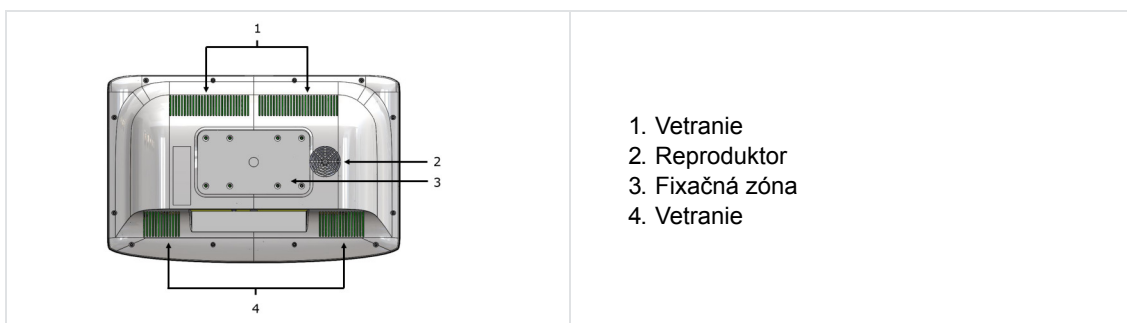 1
2
3
4
1. Vetranie
2. Reproduktor
3. Fixačná zóna
4. Vetranie